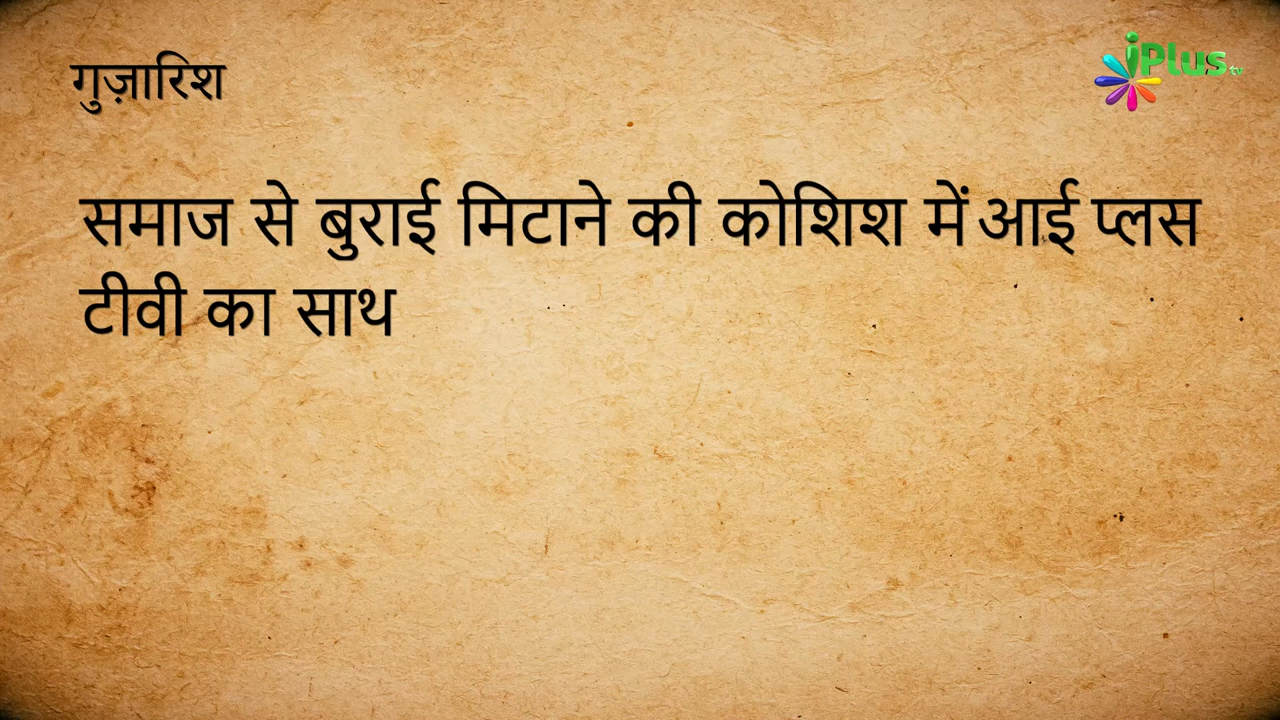 गुज़ारिश
iPlus tv
समाज से बुराई मिटाने की कोशिश में आई प्लस
टीवी का साथ